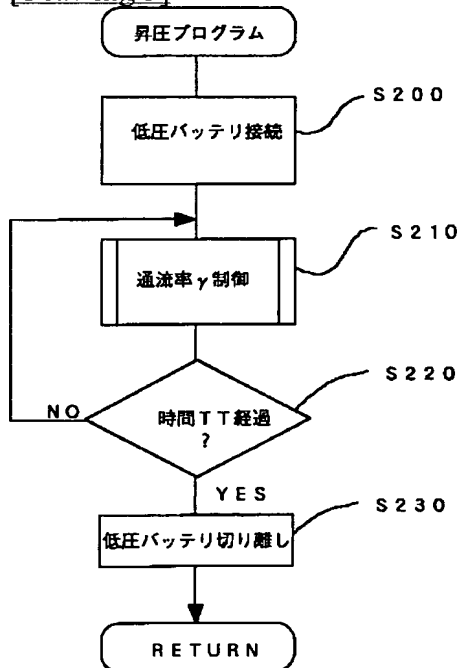 昇圧プログラム
S200
低圧バッテリ接続
S210
通流率γ制御
S220
NO
時間TT経過
?
YES
S230
低圧バッテリ切り離し
RETURN